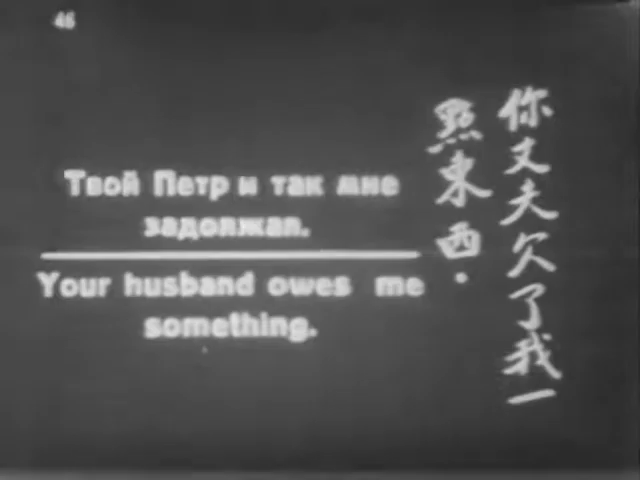 46
Твой Петр и так мне
задолжал.
Your husband owes me
something.
你丈夫欠了我一
點東西.